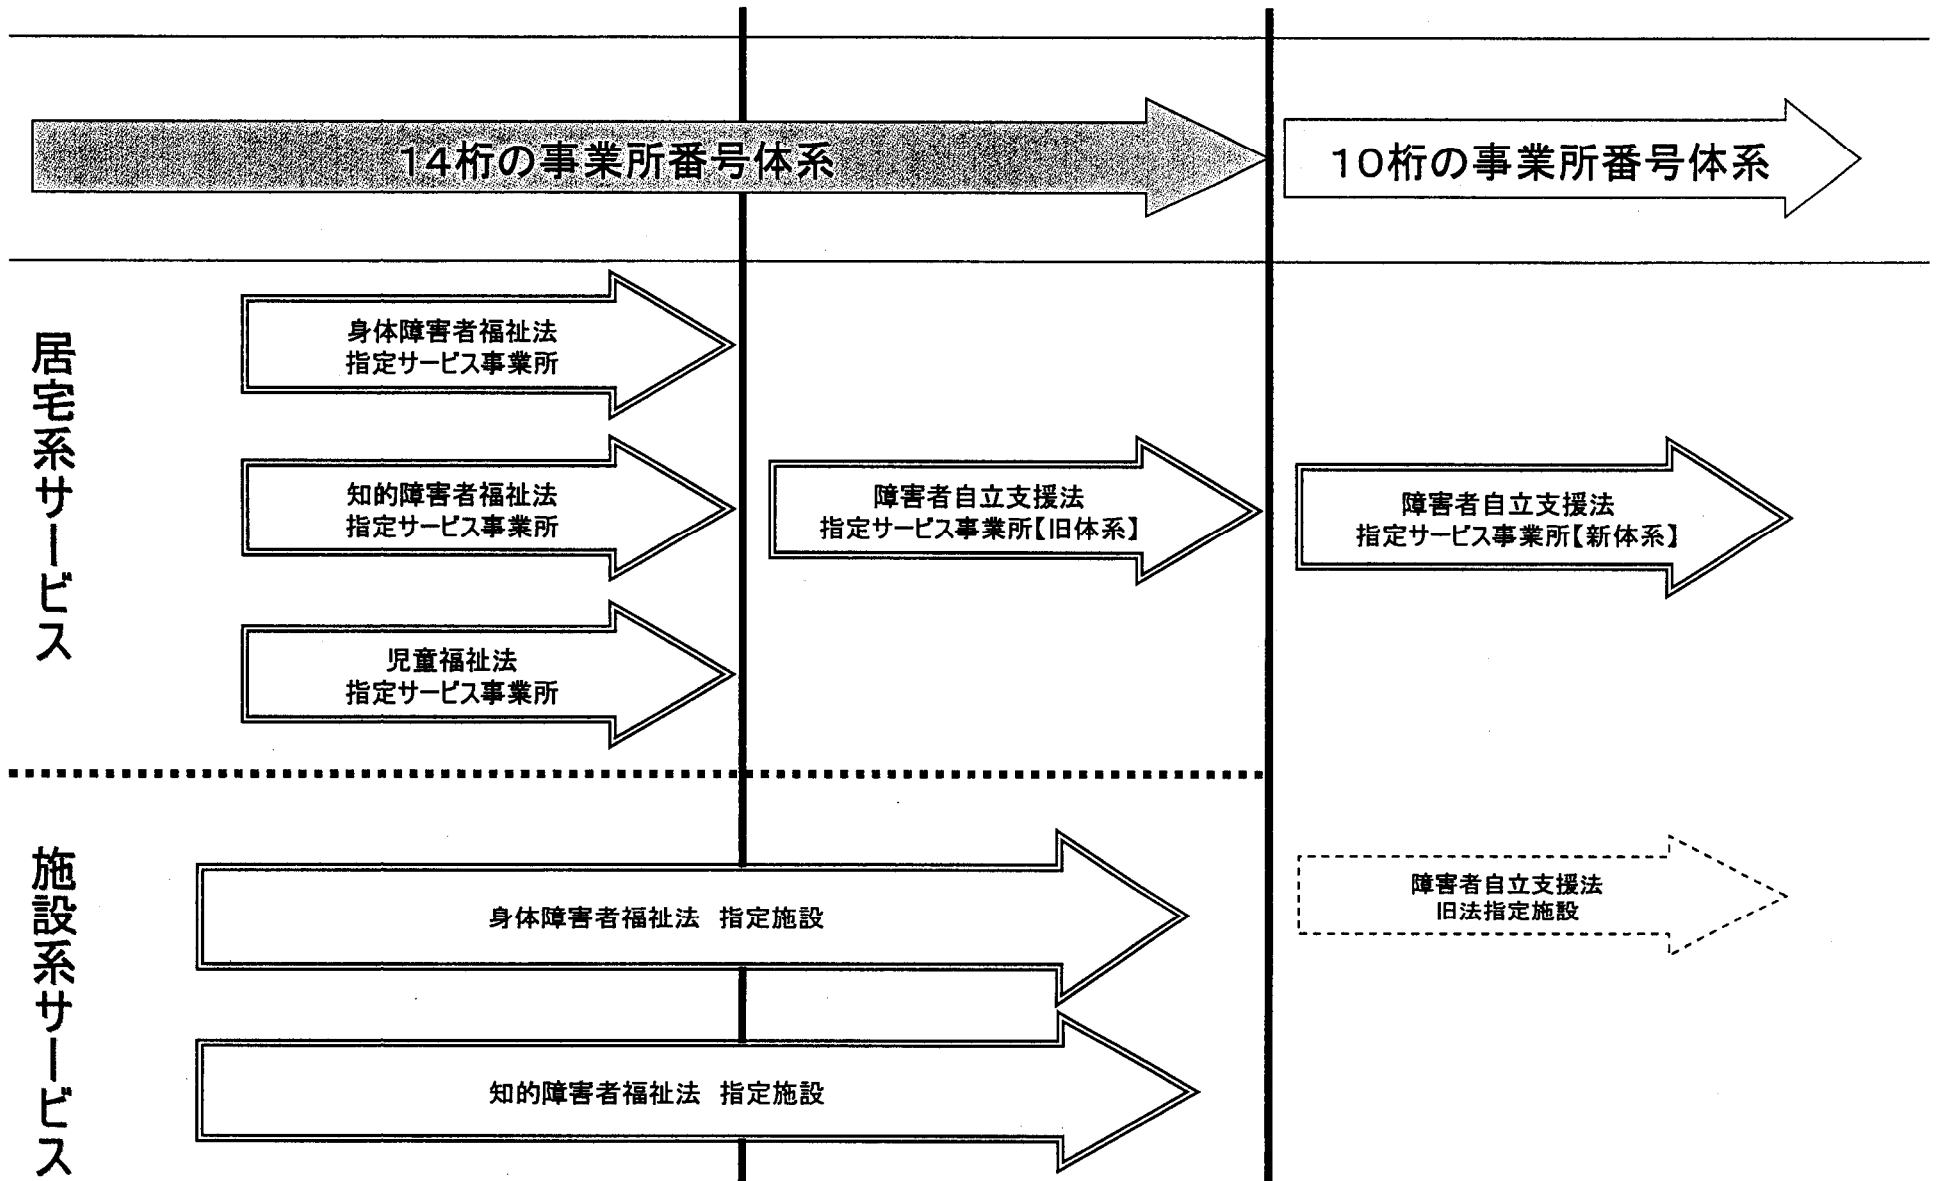 14桁の事業所番号体系
10桁の事業所番号体系
居宅系サービス
身体障害者福祉法
指定サービス事業所
知的障害者福祉法
指定サービス事業所
児童福祉法
指定サービス事業所
障害者自立支援法
指定サービス事業所【旧体系】
障害者自立支援法
指定サービス事業所【新体系】
施設系サービス
身体障害者福祉法 指定施設
知的障害者福祉法 指定施設
障害者自立支援法
旧法指定施設